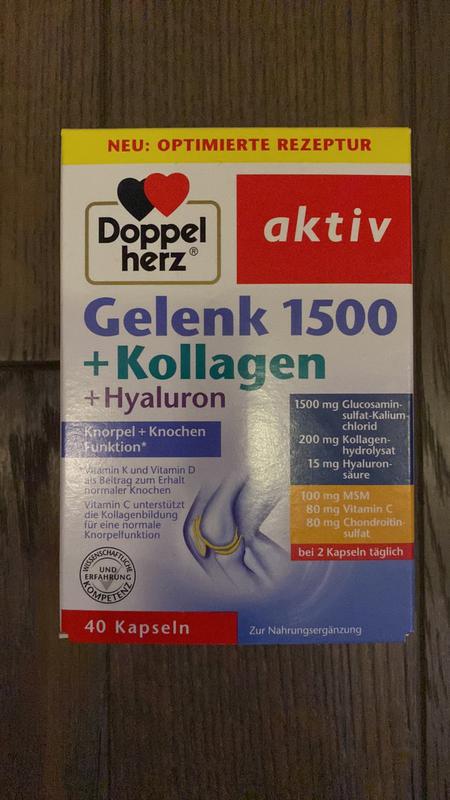 NEU: OPTIMIERTE REZEPTUR
Doppel
herz®
aktiv
Gelenk 1500
+Kollagen
+Hyaluron
Knorpel + Knochen
Funktion*
*Vitamin K und Vitamin D
als Beitrag zum Erhalt
normaler Knochen
Vitamin C unterstützt
die Kollagenbildung
für eine normale
Knorpelfunktion
1500 mg Glucosamin-
sulfat-Kalium-
chlorid
200 mg Kollagen-
hydrolysat
15 mg Hyaluron-
säure
100 mg MSM
80 mg Vitamin C
80 mg Chondroitin-
sulfat
bei 2 Kapseln täglich
WISSENSCHAFTLICHE
UND
ERFAHRUNG
KOMPETENZ
40 Kapseln
Zur Nahrungsergänzung